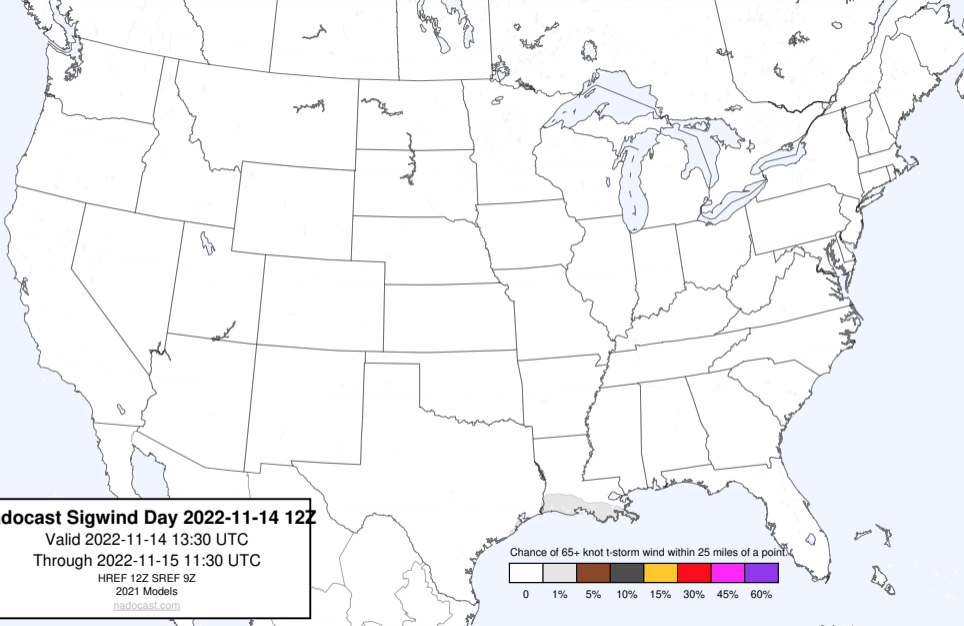 adocast Sigwind Day 2022-11-14 12Z
Valid 2022-11-14 13:30 UTC
Through 2022-11-15 11:30 UTC
HREF 12Z SREF 9Z
2021 Models
nadocast.com
Chance of 65+ knot t-storm wind within 25 miles of a point.
0 1% 5% 10% 15% 30% 45% 60%